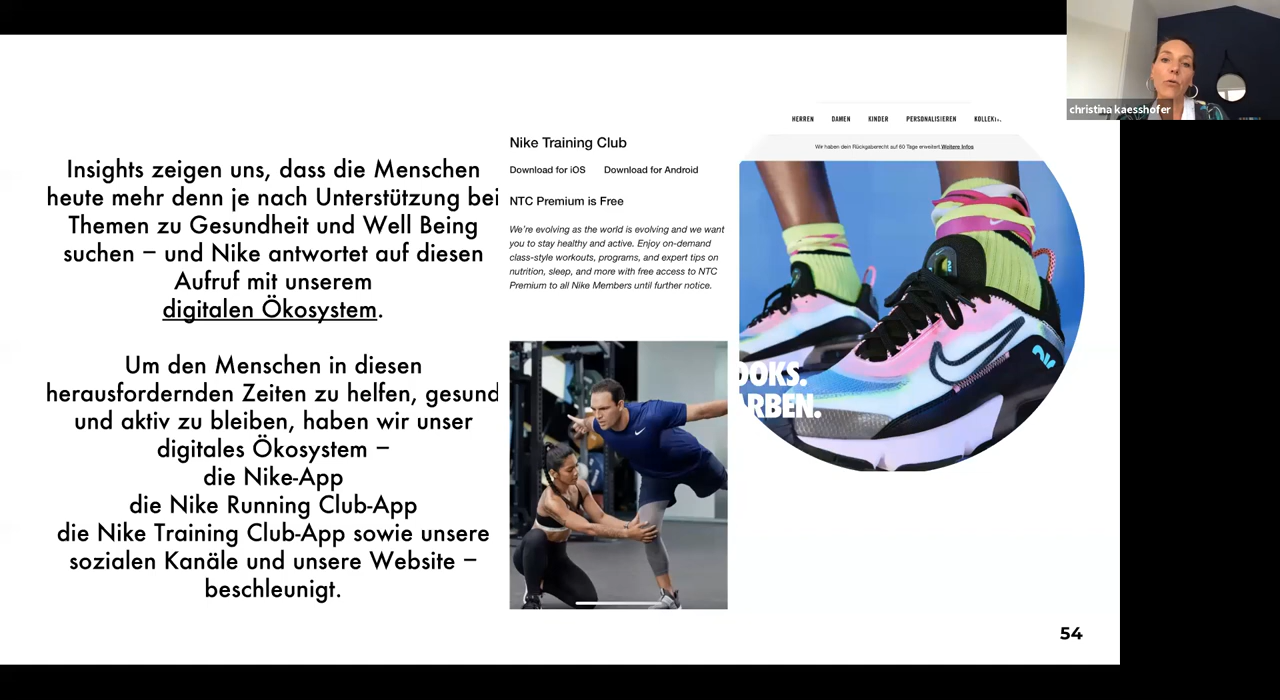 christina kaesshofer
Insights zeigen uns, dass die Menschen
heute mehr denn je nach Unterstützung bei
Themen zu Gesundheit und Well Being
suchen – und Nike antwortet auf diesen
Aufruf mit unserem
digitalen Ökosystem.
Um den Menschen in diesen
herausfordernden Zeiten zu helfen, gesund
und aktiv zu bleiben, haben wir unser
digitales Ökosystem –
die Nike-App
die Nike Running Club-App
die Nike Training Club-App sowie unsere
sozialen Kanäle und unsere Website –
beschleunigt.
Nike Training Club
Download for iOS Download for Android
NTC Premium is Free
We're evolving as the world is evolving and we want
you to stay healthy and active. Enjoy on-demand
class-style workouts, programs, and expert tips on
nutrition, sleep, and more with free access to NTC
Premium to all Nike Members until further notice.
HERREN DAMEN KINDER PERSONALISIEREN
Wir haben dein Rückgaberecht auf 60 Tage erweitert. Weitere Infos
OOKS.
ARBEN.
54